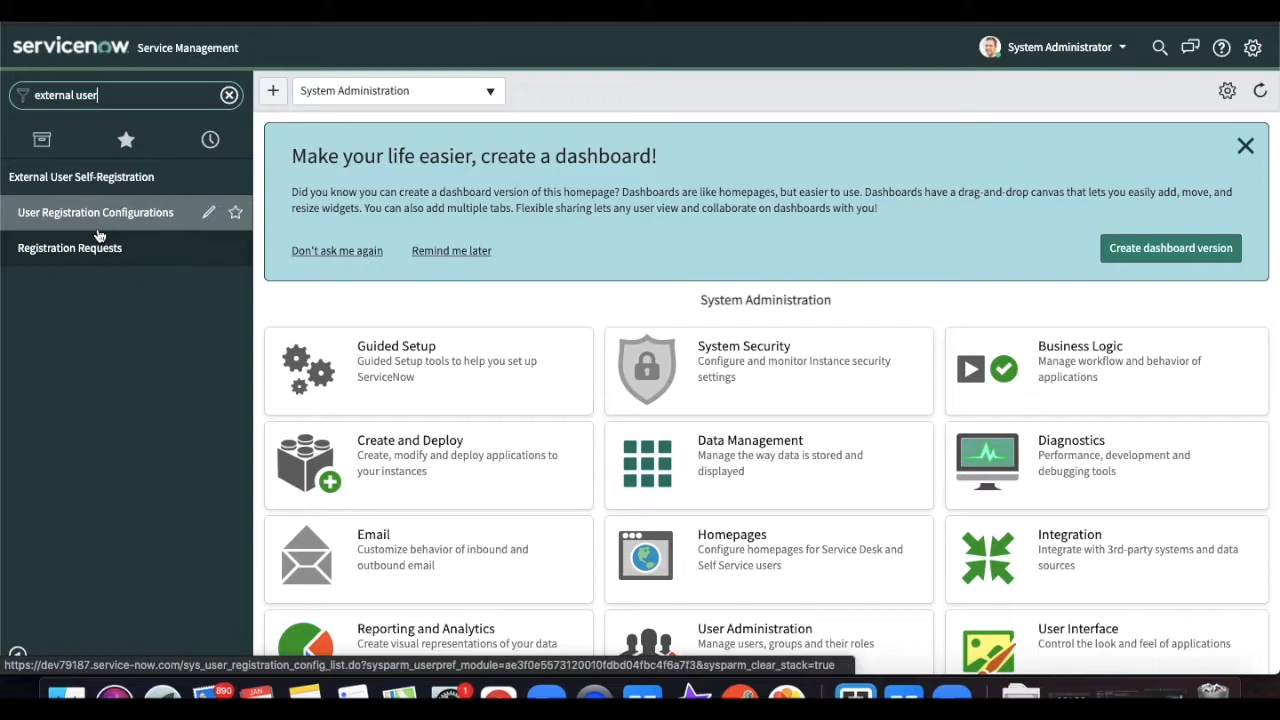 servicenow Service Management
System Administrator
external user
System Administration
External User Self-Registration
User Registration Configurations
Registration Requests
Make your life easier, create a dashboard!
Did you know you can create a dashboard version of this homepage? Dashboards are like homepages, but easier to use. Dashboards have a drag-and-drop canvas that lets you easily add, move, and
resize widgets. You can also add multiple tabs. Flexible sharing lets any user view and collaborate on dashboards with you!
Don't ask me again
Remind me later
Create dashboard version
System Administration
Guided Setup
Guided Setup tools to help you set up
ServiceNow
System Security
Configure and monitor Instance security
settings
Business Logic
Manage workflow and behavior of
applications
Create and Deploy
Create, modify and deploy applications to
your instances
Data Management
Manage the way data is stored and
displayed
Diagnostics
Performance, development and
debugging tools
Email
Customize behavior of inbound and
outbound email
Homepages
Configure homepages for Service Desk and
Self Service users
Integration
Integrate with 3rd-party systems and data
sources
Reporting and Analytics
Create visual representations of your data
User Administration
Manage users, groups and their roles
User Interface
Control the look and feel of applications
https://dev79187.service-now.com/sys_user_registration_config_list.do?sysparm_userpref_module=ae3f0e5573120010fdbd04fbc4f6a7f3&sysparm_clear_stack=true
890
JAN
1